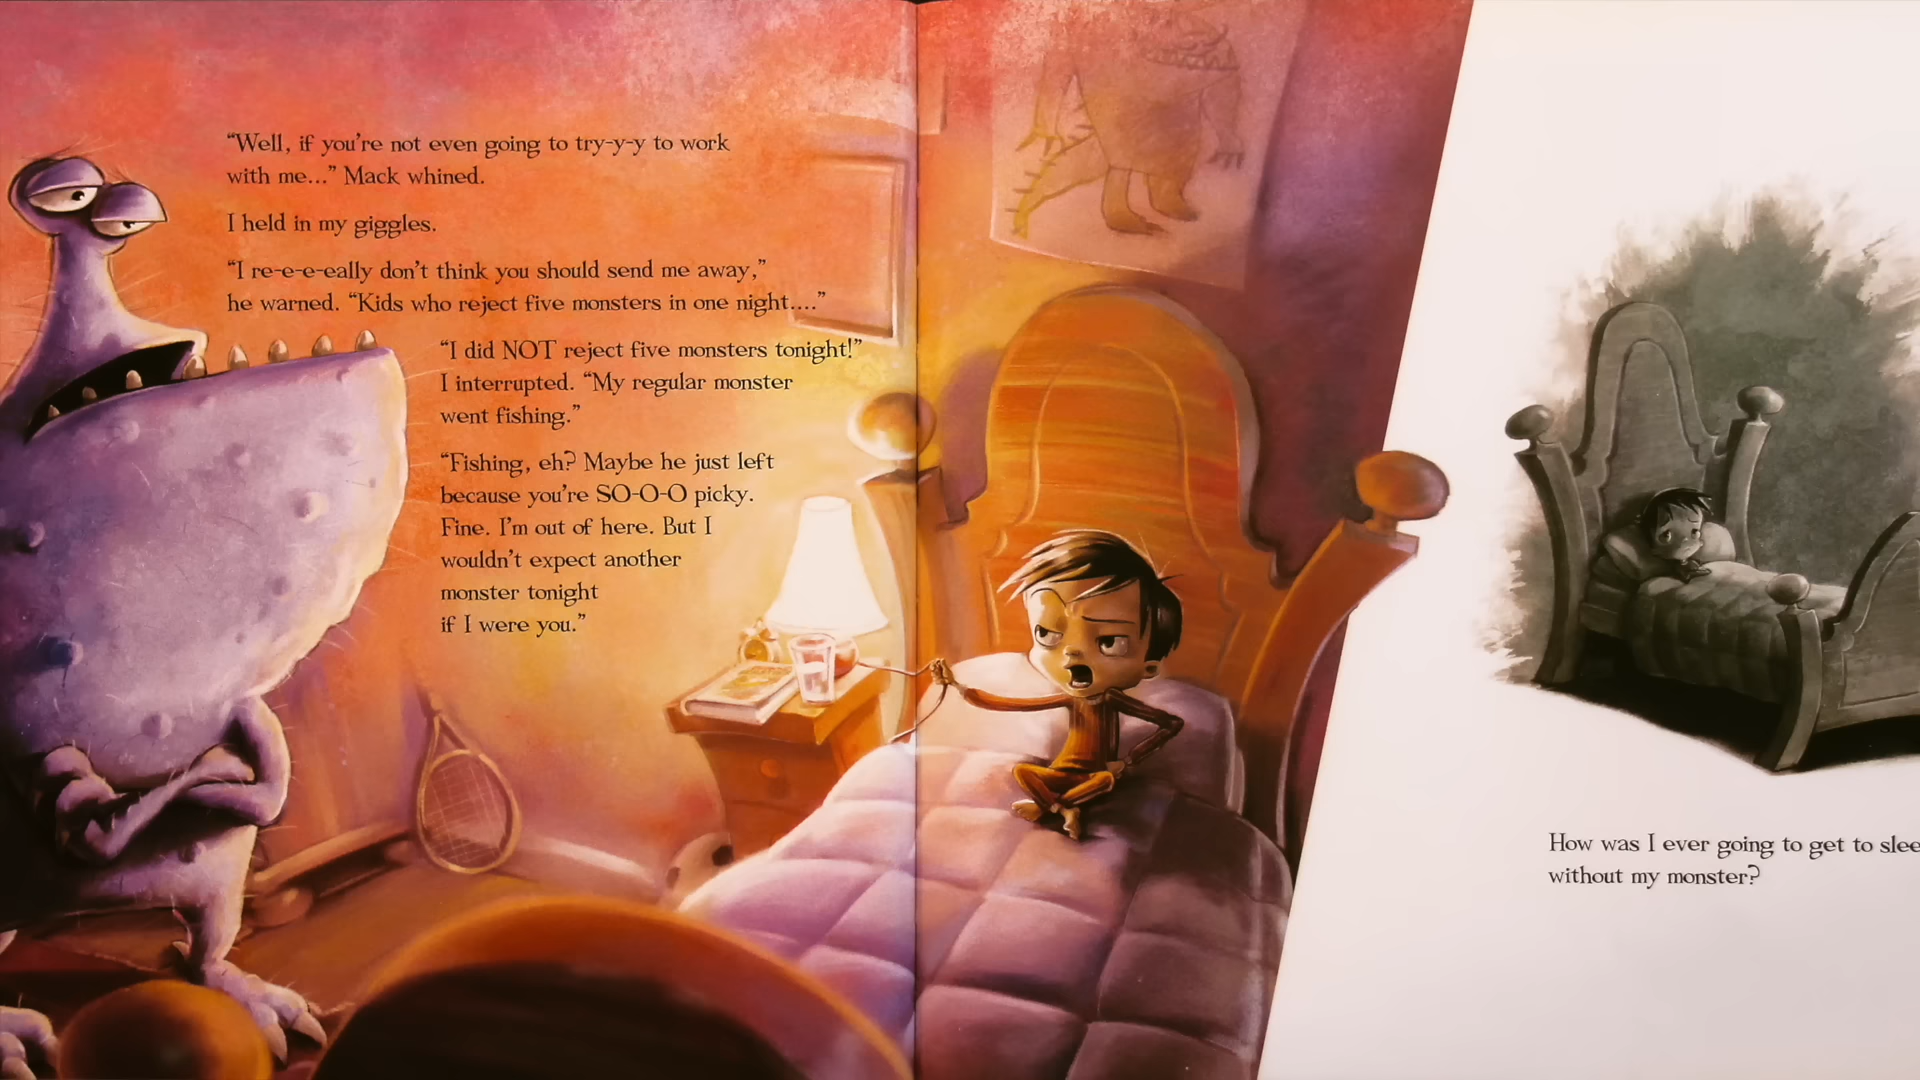 “Well, if you’re not even going to try-y-y to work
with me...” Mack whined.
I held in my giggles.
“I re-e-e-eally don’t think you should send me away,”
he warned. “Kids who reject five monsters in one night....”
“I did NOT reject five monsters tonight!”
I interrupted. “My regular monster
went fishing.”
“Fishing, eh? Maybe he just left
because you’re SO-O-O picky.
Fine. I’m out of here. But I
wouldn’t expect another
monster tonight
if I were you.”
How was I ever going to get to slee
without my monster?